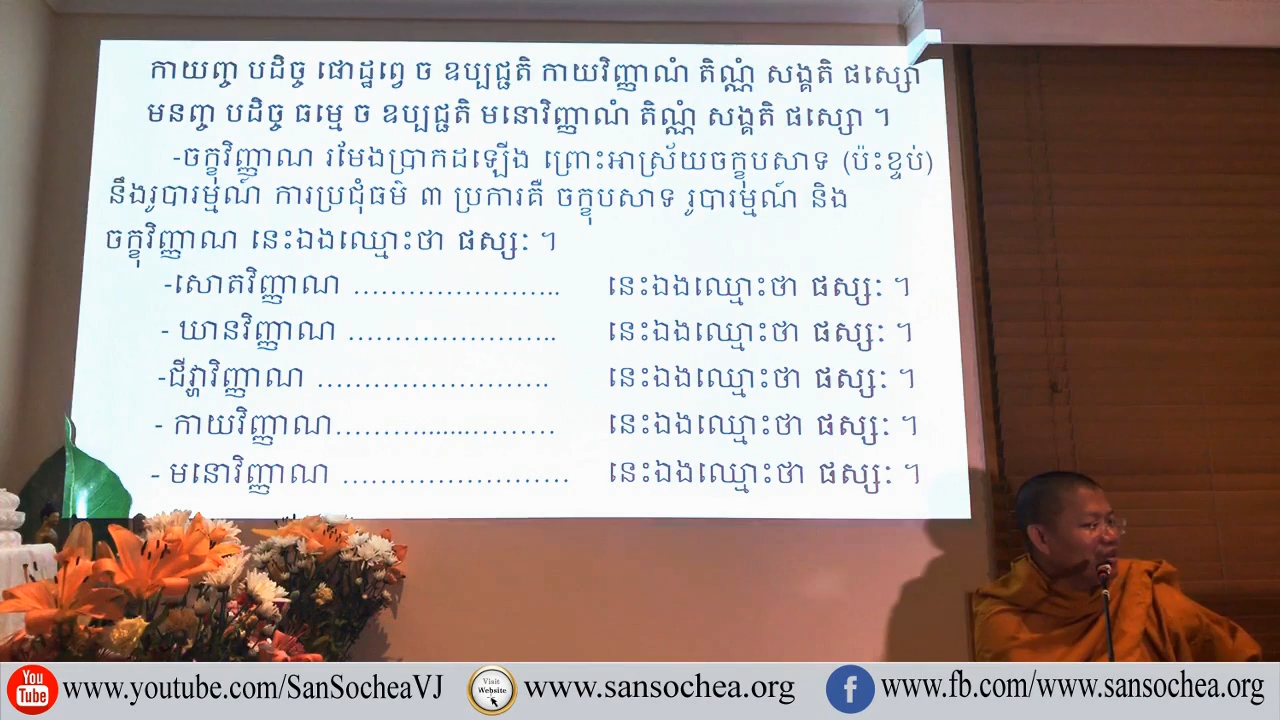 កាយញ្ច បដិច្ច ផោដ្ឋព្វេ ច ឧប្បជ្ជតិ កាយវិញ្ញាណំ តិណ្ណំ សង្គតិ ផស្សោ
មនញ្ច បដិច្ច ធម្មេ ច ឧប្បជ្ជតិ មនោវិញ្ញាណំ តិណ្ណំ សង្គតិ ផស្សោ ។
-ចក្ខុវិញ្ញាណ រមែងប្រាកដឡើង ព្រោះអាស្រ័យចក្ខុបសាទ (ប៉ះខ្ទប់)
នឹងរូបារម្មណ៍ ការប្រជុំធម៌ ៣ ប្រការគឺ ចក្ខុបសាទ រូបារម្មណ៍ និង
ចក្ខុវិញ្ញាណ នេះឯងឈ្មោះថា ផស្សៈ ។
-សោតវិញ្ញាណ ........................ នេះឯងឈ្មោះថា ផស្សៈ ។
- ឃានវិញ្ញាណ ........................ នេះឯងឈ្មោះថា ផស្សៈ ។
-ជីវ្ហាវិញ្ញាណ ........................ នេះឯងឈ្មោះថា ផស្សៈ ។
- កាយវិញ្ញាណ........................ នេះឯងឈ្មោះថា ផស្សៈ ។
- មនោវិញ្ញាណ ........................ នេះឯងឈ្មោះថា ផស្សៈ ។
You Tube www.youtube.com/SanSocheaVJ Visit Website www.sansochea.org f www.fb.com/www.sansochea.org